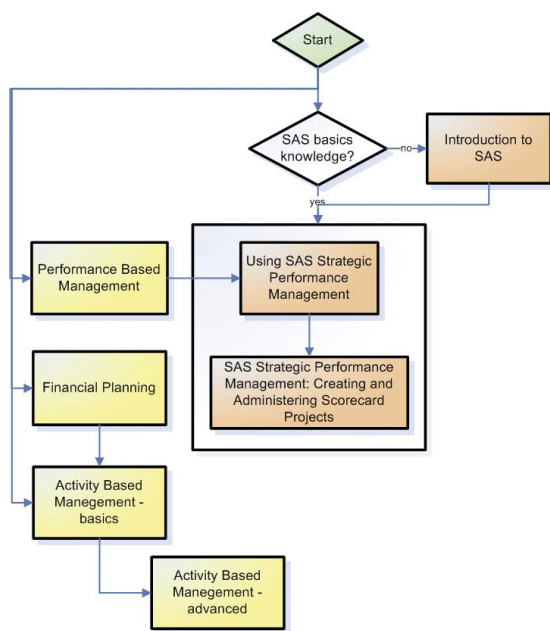 Start
SAS basics
knowledge?
no
Introduction to
SAS
yes
Performance Based
Management
Using SAS Strategic
Performance
Management
SAS Strategic Performance
Management: Creating and
Administering Scorecard
Projects
Financial Planning
Activity Based
Manegement -
basics
Activity Based
Manegement -
advanced